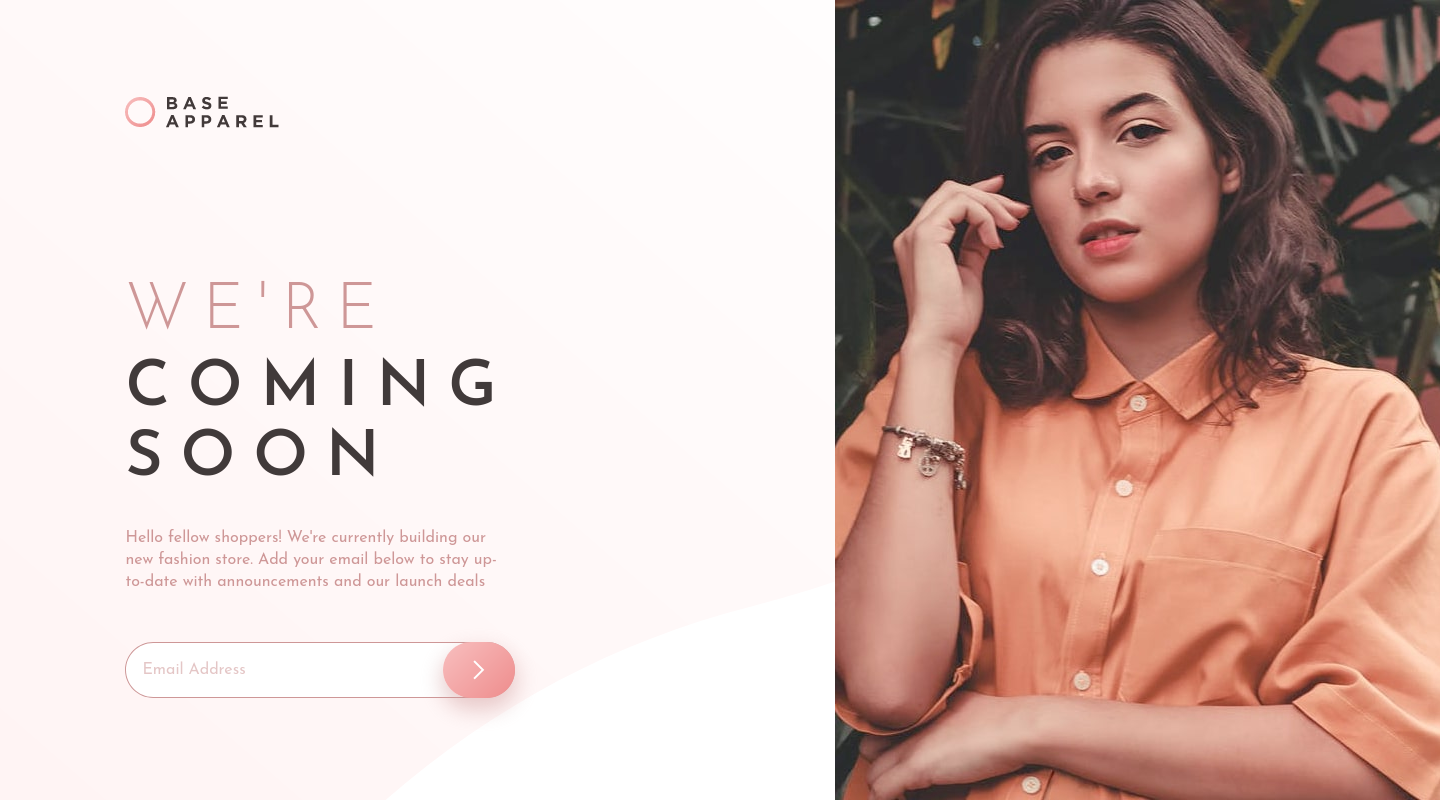 BASE
APPAREL
WE'RE
COMING
SOON
Hello fellow shoppers! We're currently building our
new fashion store. Add your email below to stay up-
to-date with announcements and our launch deals
Email Address